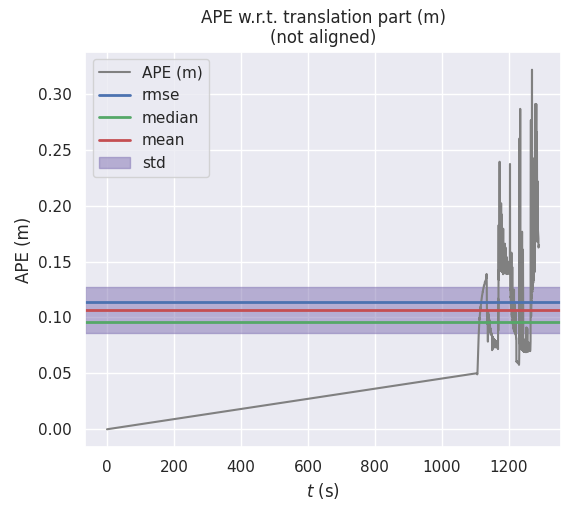 APE w.r.t. translation part (m)
(not aligned)
APE (m)
rmse
median
mean
std
APE (m)
0.30
0.25
0.20
0.15
0.10
0.05
0.00
0 200 400 600 800 1000 1200
t (s)